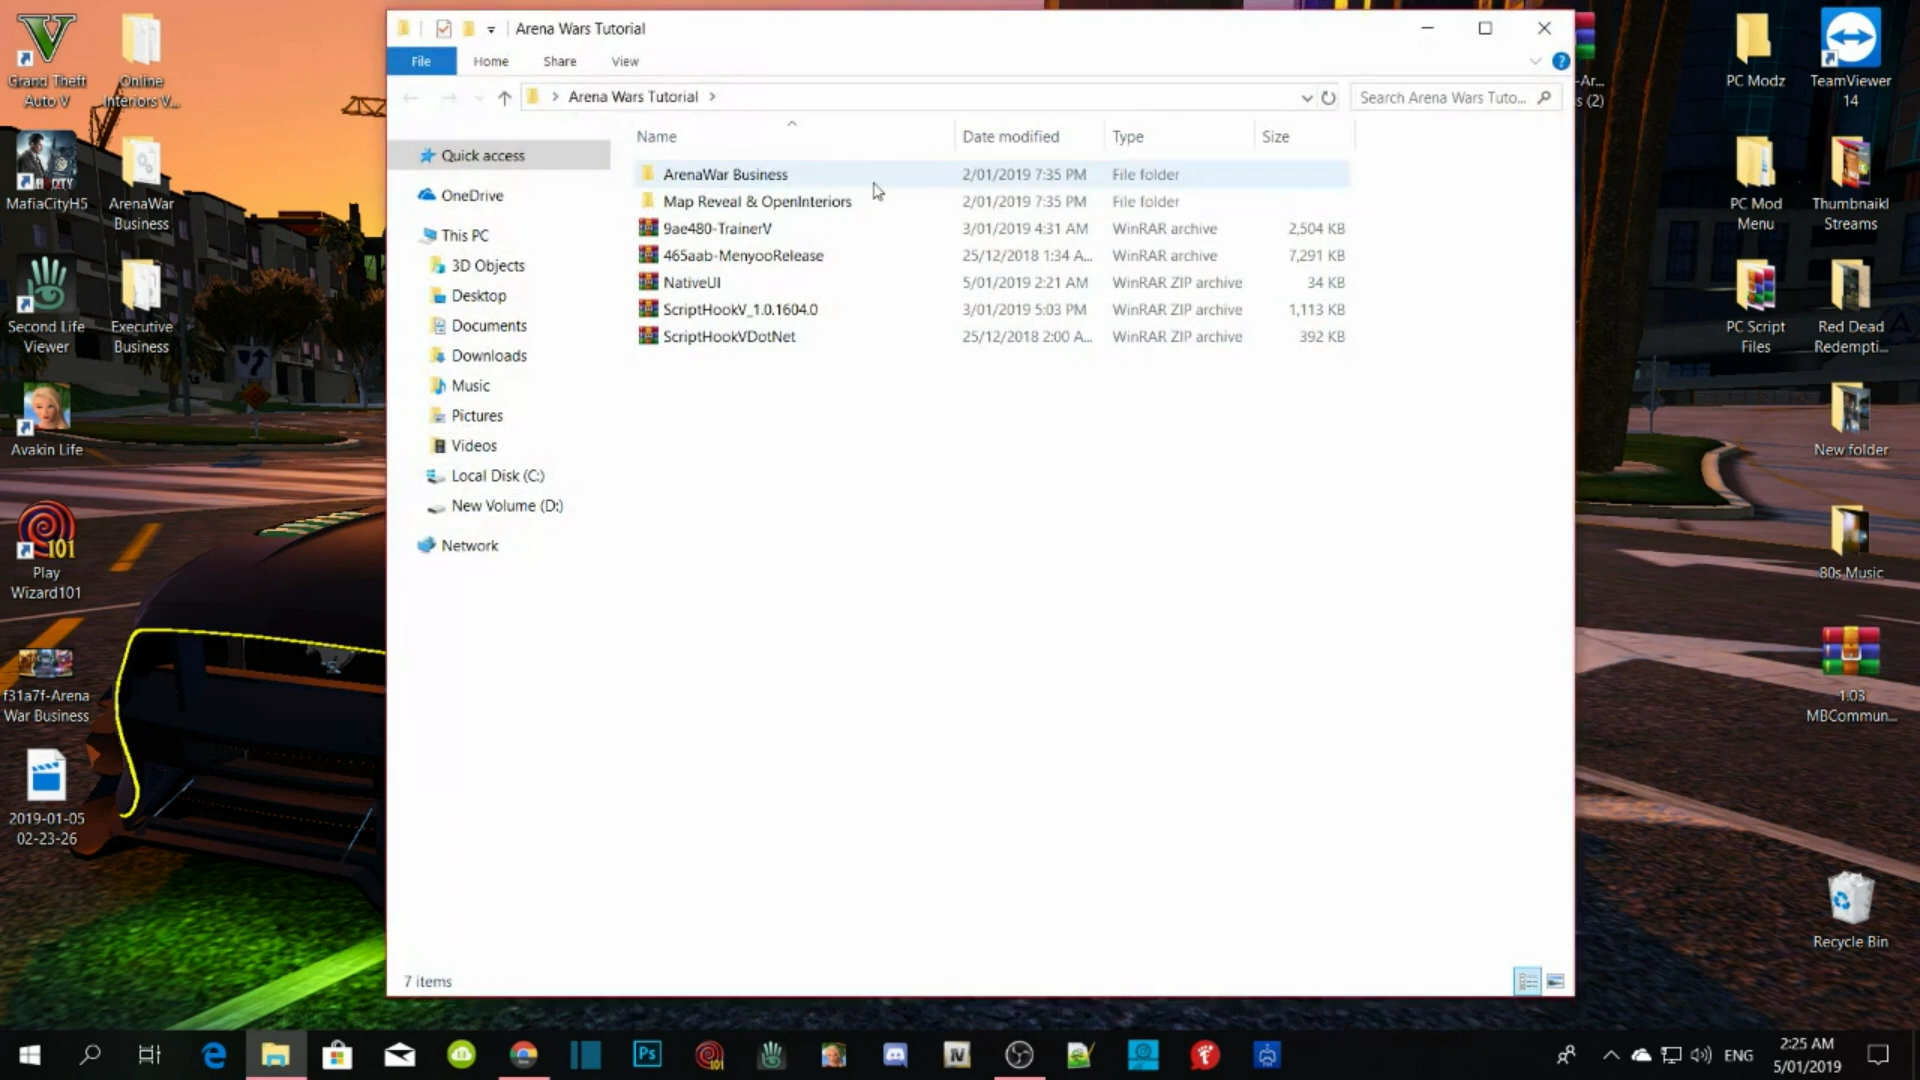 Arena Wars Tutorial
File Home Share View
Arena Wars Tutorial
Search Arena Wars Tuto...
Name Date modified Type Size
ArenaWar Business 2/01/2019 7:35 PM File folder
Map Reveal & OpenInteriors 2/01/2019 7:35 PM File folder
9ae480-TrainerV 3/01/2019 4:31 AM WinRAR archive 2,504 KB
465aab-MenyooRelease 25/12/2018 1:34 A... WinRAR archive 7,291 KB
NativeUI 5/01/2019 2:21 AM WinRAR ZIP archive 34 KB
ScriptHookV_1.0.1604.0 3/01/2019 5:03 PM WinRAR ZIP archive 1,113 KB
ScriptHookVDotNet 25/12/2018 2:00 A... WinRAR ZIP archive 392 KB
Quick access
OneDrive
This PC
3D Objects
Desktop
Documents
Downloads
Music
Pictures
Videos
Local Disk (C:)
New Volume (D:)
Network
7 items
Grand Theft
Auto V
Online
Interiors V...
MafiaCityH5
ArenaWar
Business
Second Life
Viewer
Executive
Business
Avakin Life
101
Play
Wizard101
f31a7f-Arena
War Business
2019-01-05
02-23-26
-Ar...
s (2)
PC Modz
TeamViewer
14
PC Mod
Menu
Thumbnaikl
Streams
PC Script
Files
Red Dead
Redempti...
New folder
80s Music
1.03
MBCommun...
Recycle Bin
Ps
IV
ENG
2:25 AM
5/01/2019